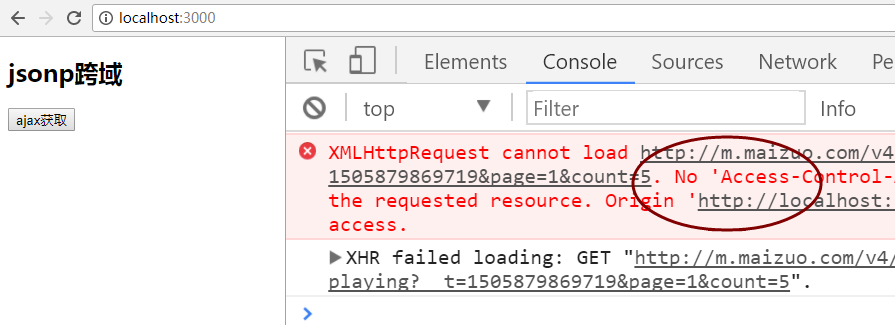 localhost:3000
jsonp跨域
ajax获取
Elements Console Sources Network Pe
top Filter Info
XMLHttpRequest cannot load http://m.maizuo.com/v4
1505879869719&page=1&count=5. No 'Access-Control-
the requested resource. Origin 'http://localhost:
access.
XHR failed loading: GET "http://m.maizuo.com/v4/
playing?__t=1505879869719&page=1&count=5".